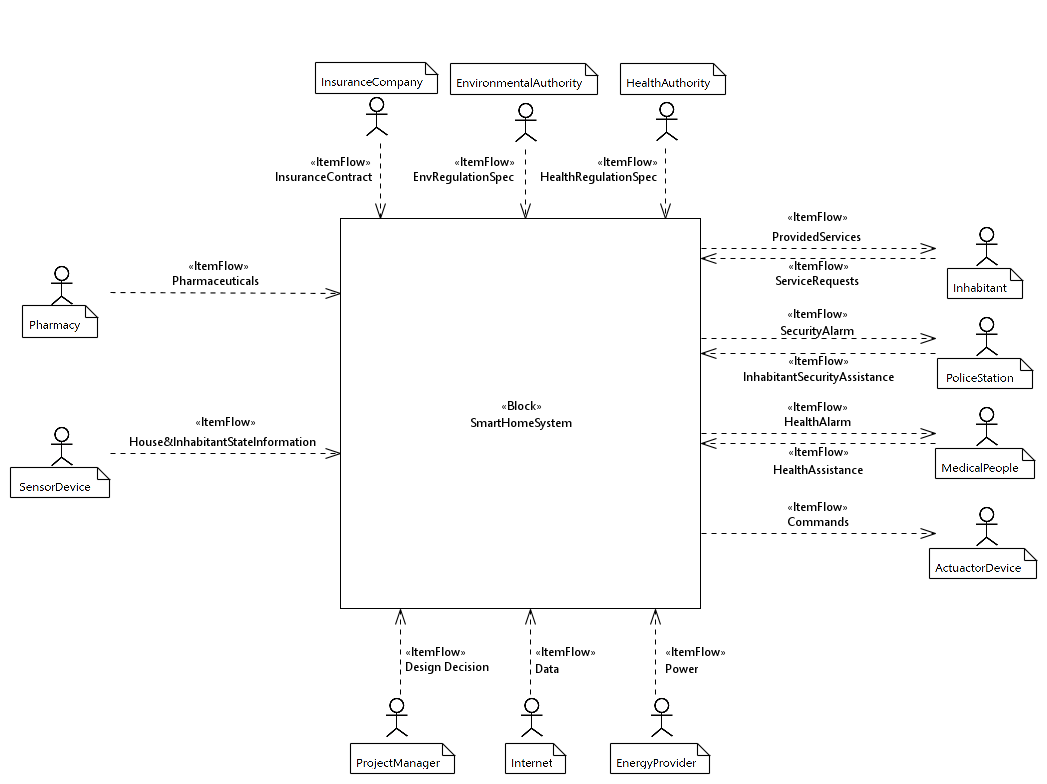 InsuranceCompany
EnvironmentalAuthority
HealthAuthority
«ItemFlow»
InsuranceContract
«ItemFlow»
EnvRegulationSpec
«ItemFlow»
HealthRegulationSpec
«ItemFlow»
Pharmaceuticals
Pharmacy
«ItemFlow»
House&InhabitantStateInformation
SensorDevice
«Block»
SmartHomeSystem
«ItemFlow»
ProvidedServices
«ItemFlow»
ServiceRequests
Inhabitant
«ItemFlow»
SecurityAlarm
«ItemFlow»
InhabitantSecurityAssistance
PoliceStation
«ItemFlow»
HealthAlarm
«ItemFlow»
HealthAssistance
MedicalPeople
«ItemFlow»
Commands
ActuactorDevice
«ItemFlow»
Design Decision
«ItemFlow»
Data
«ItemFlow»
Power
ProjectManager
Internet
EnergyProvider